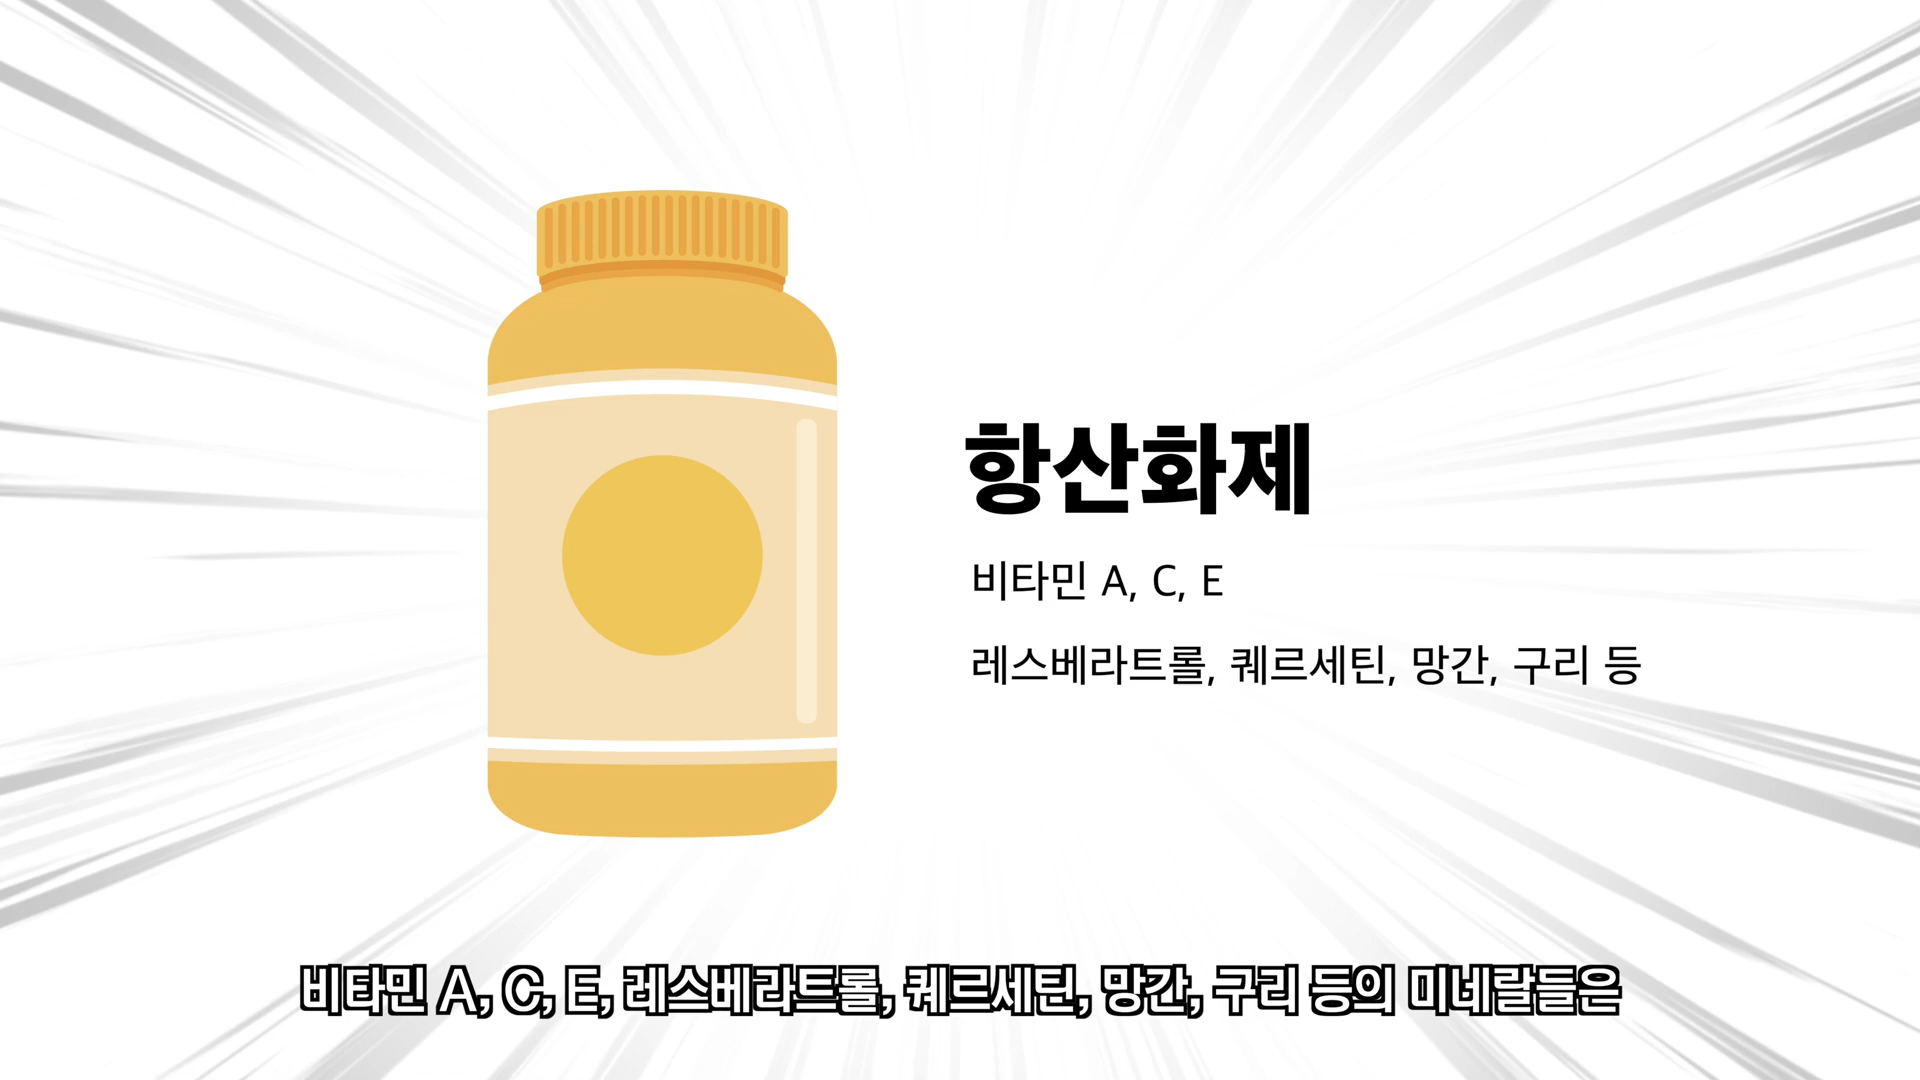 항산화제
비타민 A, C, E
레스베라트롤, 퀘르세틴, 망간, 구리 등
비타민 A, C, E, 레스베라트롤, 퀘르세틴, 망간, 구리 등의 미네랄들은